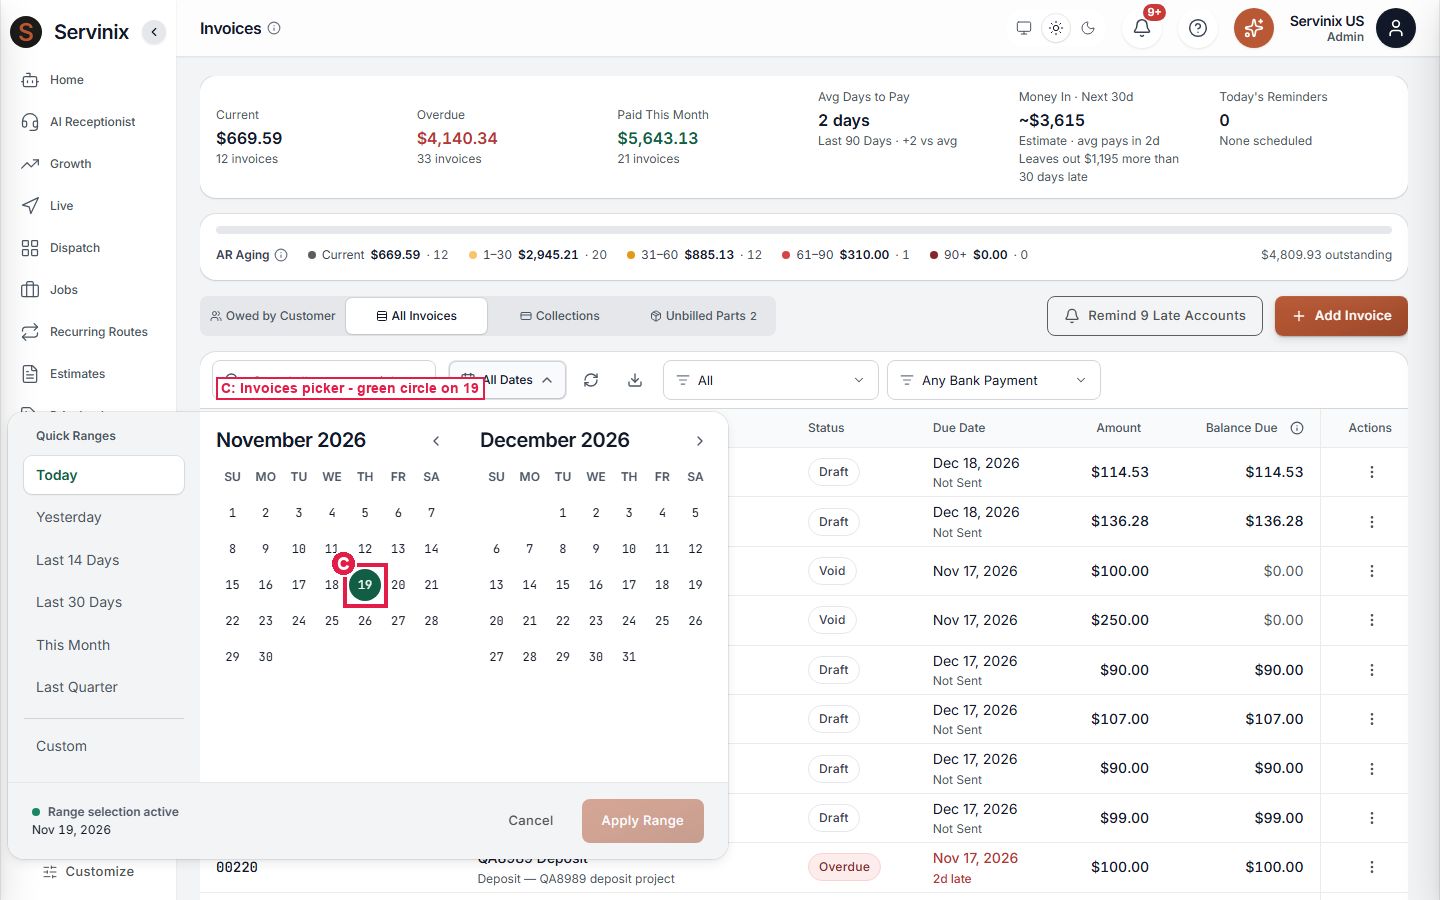 S Servinix
Invoices
9+
Servinix US
Admin
Home
AI Receptionist
Growth
Live
Dispatch
Jobs
Recurring Routes
Estimates
Customize
Current
$669.59
12 invoices
Overdue
$4,140.34
33 invoices
Paid This Month
$5,643.13
21 invoices
Avg Days to Pay
2 days
Last 90 Days · +2 vs avg
Money In · Next 30d
~$3,615
Estimate · avg pays in 2d
Leaves out $1,195 more than
30 days late
Today's Reminders
0
None scheduled
AR Aging Current $669.59 · 12 1–30 $2,945.21 · 20 31–60 $885.13 · 12 61–90 $310.00 · 1 90+ $0.00 · 0 $4,809.93 outstanding
Owed by Customer All Invoices Collections Unbilled Parts 2 Remind 9 Late Accounts + Add Invoice
C: Invoices picker - green circle on 19
All Dates All Any Bank Payment
Quick Ranges
Today
Yesterday
Last 14 Days
Last 30 Days
This Month
Last Quarter
Custom
November 2026
SU MO TU WE TH FR SA
1 2 3 4 5 6 7
8 9 10 11 12 13 14
C
15 16 17 18 19 20 21
22 23 24 25 26 27 28
29 30
December 2026
SU MO TU WE TH FR SA
1 2 3 4 5
6 7 8 9 10 11 12
13 14 15 16 17 18 19
20 21 22 23 24 25 26
27 28 29 30 31
Range selection active
Nov 19, 2026
Cancel Apply Range
Status Due Date Amount Balance Due Actions
Draft Dec 18, 2026 $114.53 $114.53
Not Sent
Draft Dec 18, 2026 $136.28 $136.28
Not Sent
Void Nov 17, 2026 $100.00 $0.00
Void Nov 17, 2026 $250.00 $0.00
Draft Dec 17, 2026 $90.00 $90.00
Not Sent
Draft Dec 17, 2026 $107.00 $107.00
Not Sent
Draft Dec 17, 2026 $90.00 $90.00
Not Sent
Draft Dec 17, 2026 $99.00 $99.00
Not Sent
00220 QA8989 Deposit Overdue Nov 17, 2026 $100.00 $100.00
Deposit — QA8989 deposit project 2d late